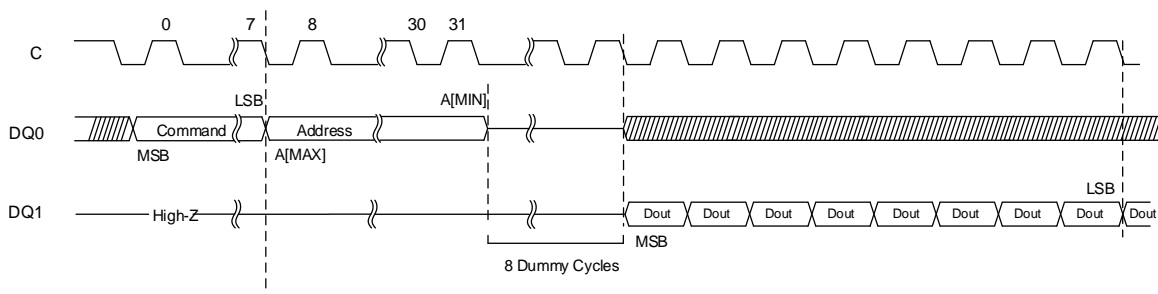 0 7 8 30 31
C
LSB A[MIN]
DQ0 Command Address
MSB A[MAX]
LSB
DQ1 High-Z Dout Dout Dout Dout Dout Dout Dout Dout Dout
MSB
8 Dummy Cycles